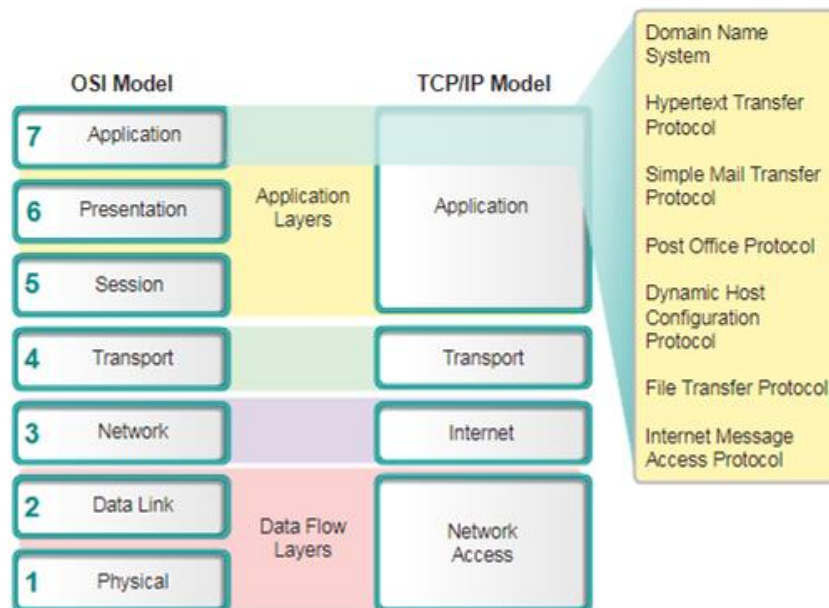 OSI Model
TCP/IP Model
7 Application
6 Presentation
5 Session
4 Transport
3 Network
2 Data Link
1 Physical
Application
Layers
Data Flow
Layers
Application
Transport
Internet
Network
Access
Domain Name
System
Hypertext Transfer
Protocol
Simple Mail Transfer
Protocol
Post Office Protocol
Dynamic Host
Configuration
Protocol
File Transfer Protocol
Internet Message
Access Protocol